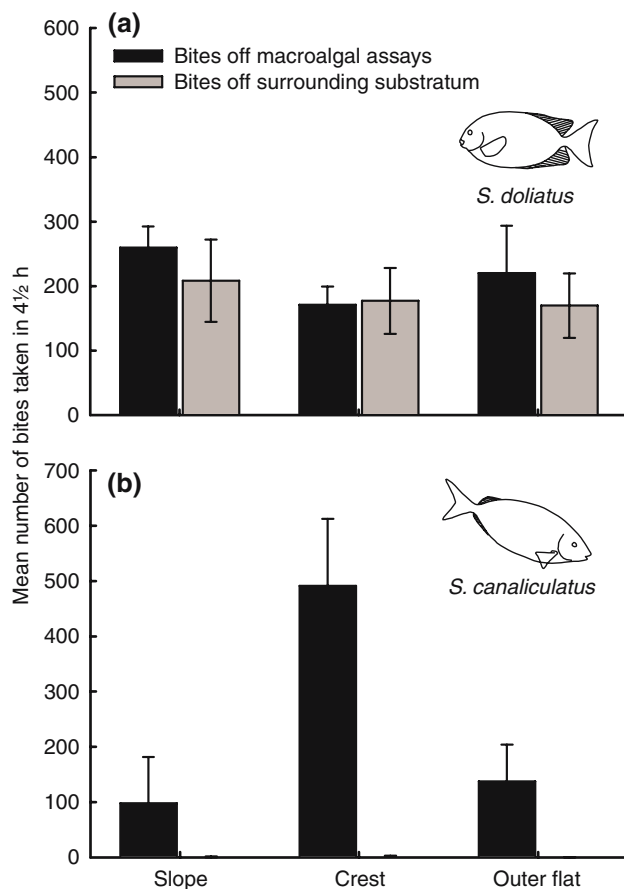 Mean number of bites taken in 4½ h
(a)
600
500
400
300
200
100
0
Bites off macroalgal assays
Bites off surrounding substratum
S. doliatus
(b)
700
600
500
400
300
200
100
0
S. canaliculatus
Slope Crest Outer flat